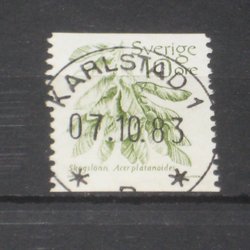 Sverige
öre
KARLSTAD 1
07.10.83
Skogslönn, Acer platanoides